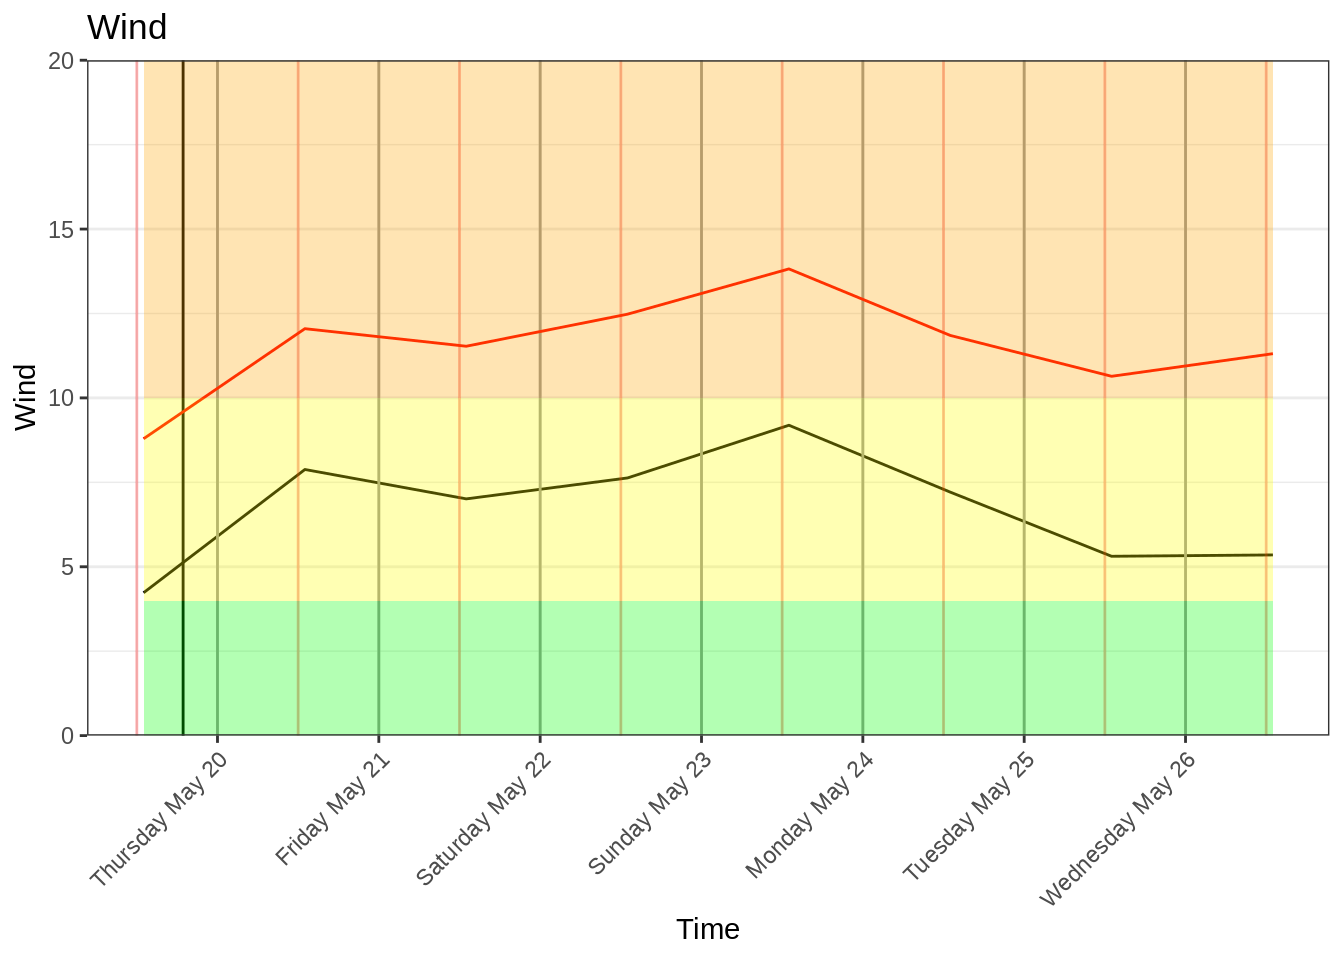 Wind
20
15
10
5
0
Wind
Thursday May 20
Friday May 21
Saturday May 22
Sunday May 23
Monday May 24
Tuesday May 25
Wednesday May 26
Time